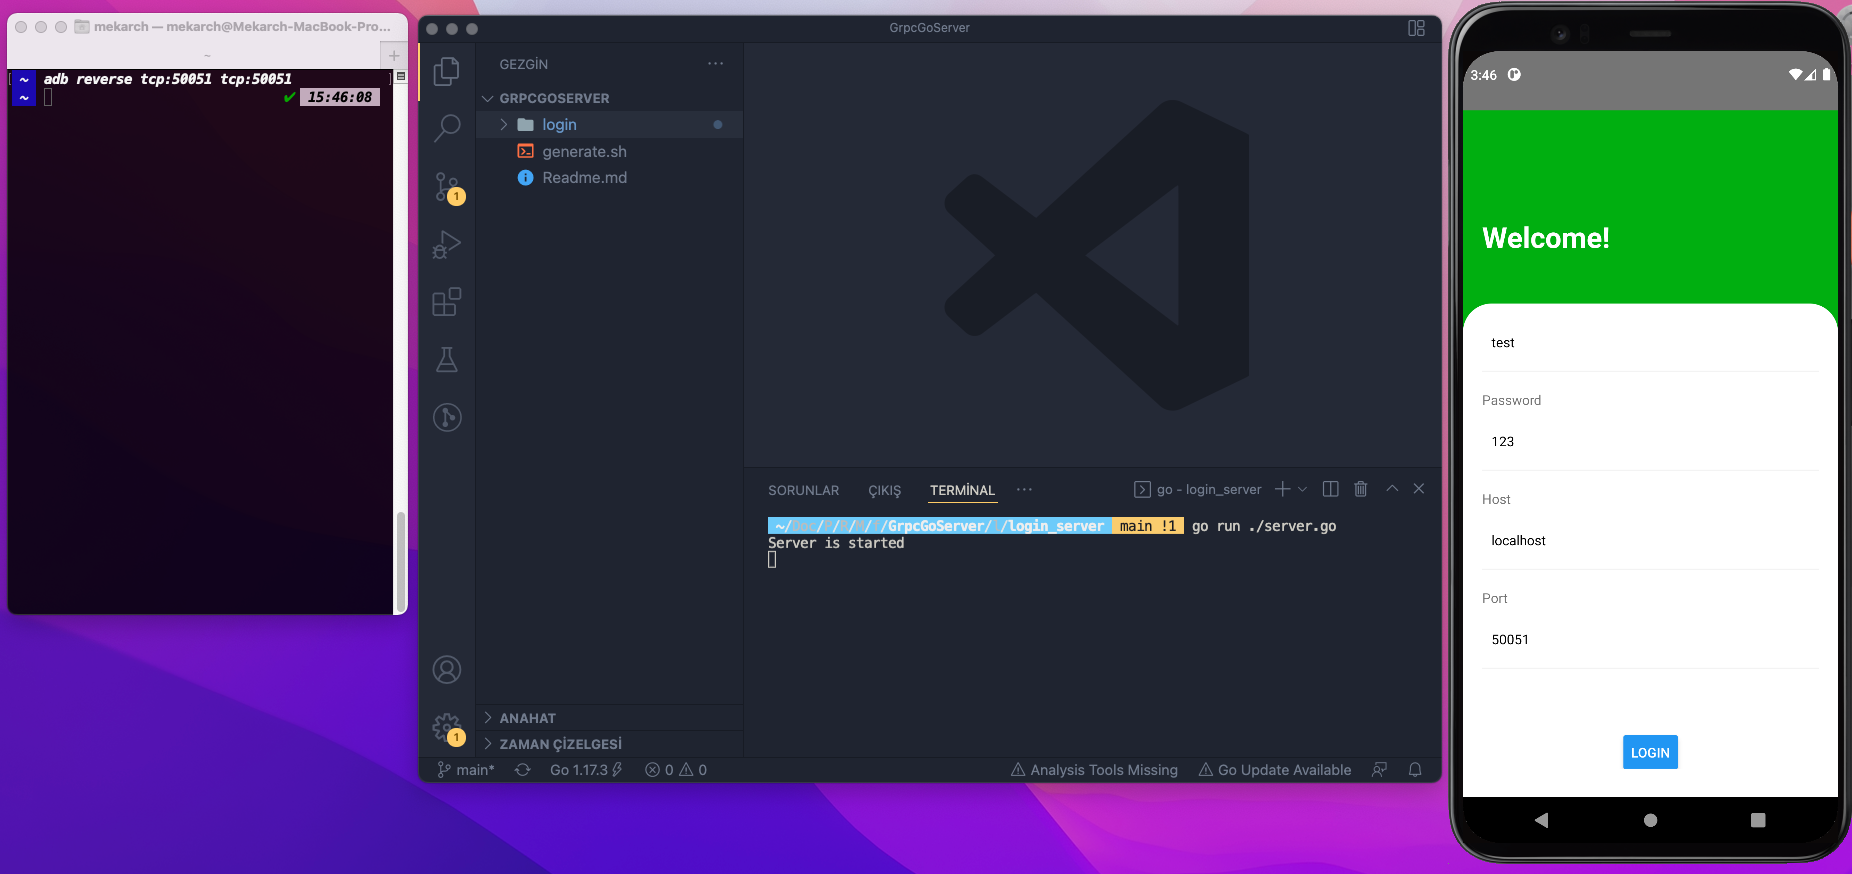 mekarch — mekarch@Mekarch-MacBook-Pro...
~
~ adb reverse tcp:50051 tcp:50051
~ ✔ 15:46:08
GrpcGoServer
GEZGİN
GRPCGOSERVER
login
generate.sh
Readme.md
1
1
ANAHAT
ZAMAN ÇİZELGESİ
SORUNLAR ÇIKIŞ TERMİNAL ... go - login_server
~/Doc/P/R/M/T/GrpcGoServer/l/login_server main !1 go run ./server.go
Server is started
main* Go 1.17.3 0 0 Analysis Tools Missing Go Update Available
3:46
Welcome!
test
Password
123
Host
localhost
Port
50051
LOGIN